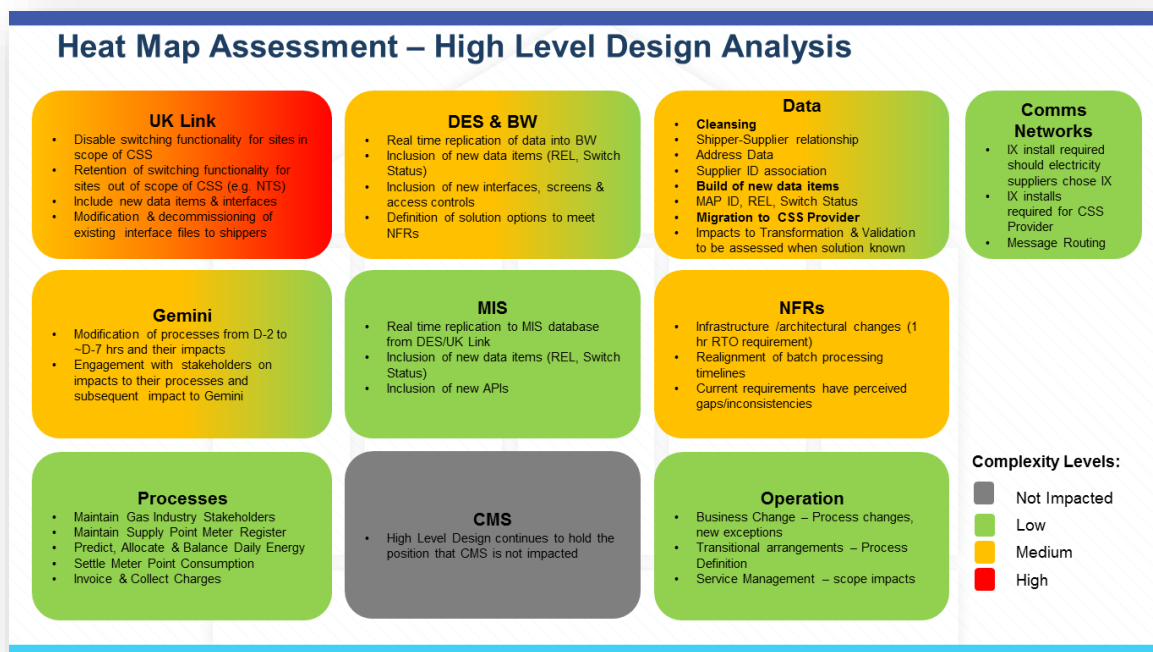 Heat Map Assessment – High Level Design Analysis
UK Link
• Disable switching functionality for sites in
scope of CSS
• Retention of switching functionality for
sites out of scope of CSS (e.g. NTS)
• Include new data items & interfaces
• Modification & decommissioning of
existing interface files to shippers
DES & BW
• Real time replication of data into BW
• Inclusion of new data items (REL, Switch
Status)
• Inclusion of new interfaces, screens &
access controls
• Definition of solution options to meet
NFRs
Data
• Cleansing
• Shipper-Supplier relationship
• Address Data
• Supplier ID association
• Build of new data items
• MAP ID, REL, Switch Status
• Migration to CSS Provider
• Impacts to Transformation & Validation
to be assessed when solution known
Comms
Networks
• IX install required
should electricity
suppliers chose IX
• IX installs
required for CSS
Provider
• Message Routing
Gemini
• Modification of processes from D-2 to
~D-7 hrs and their impacts
• Engagement with stakeholders on
impacts to their processes and
subsequent impact to Gemini
MIS
• Real time replication to MIS database
from DES/UK Link
• Inclusion of new data items (REL, Switch
Status)
• Inclusion of new APIs
NFRs
• Infrastructure /architectural changes (1
hr RTO requirement)
• Realignment of batch processing
timelines
• Current requirements have perceived
gaps/inconsistencies
Processes
• Maintain Gas Industry Stakeholders
• Maintain Supply Point Meter Register
• Predict, Allocate & Balance Daily Energy
• Settle Meter Point Consumption
• Invoice & Collect Charges
CMS
• High Level Design continues to hold the
position that CMS is not impacted
Operation
• Business Change – Process changes,
new exceptions
• Transitional arrangements – Process
Definition
• Service Management – scope impacts
Complexity Levels:
Not Impacted
Low
Medium
High